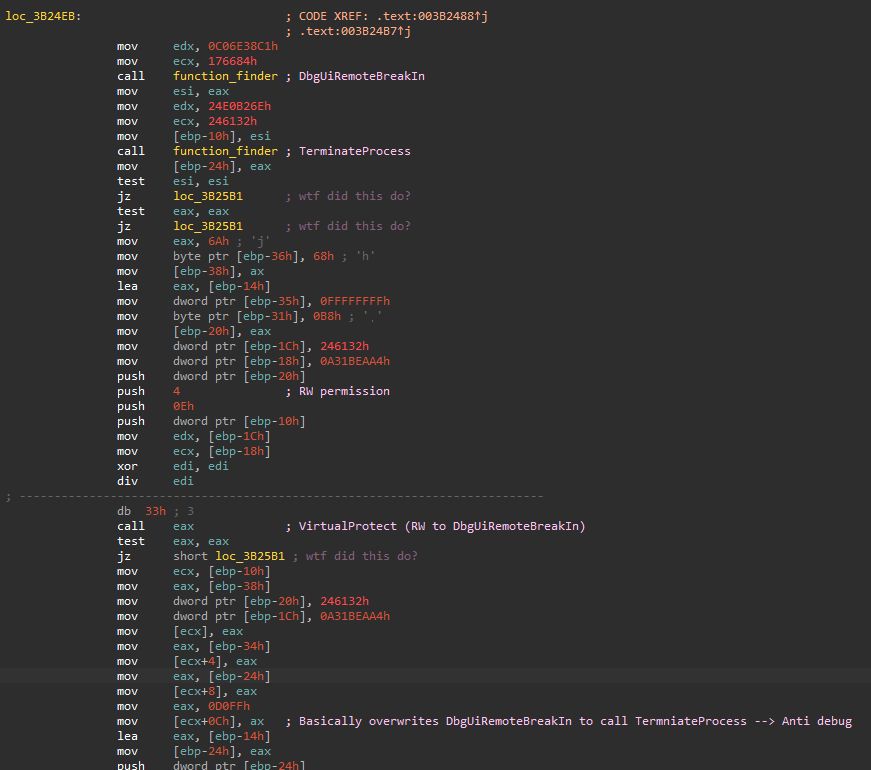 loc_3B24EB: ; CODE XREF: .text:003B2488↑j
; .text:003B24B7↑j
mov edx, 0C06E38C1h
mov ecx, 176684h
call function_finder ; DbgUiRemoteBreakIn
mov esi, eax
mov edx, 24E0B26Eh
mov ecx, 246132h
mov [ebp-10h], esi
call function_finder ; TerminateProcess
mov [ebp-24h], eax
test esi, esi
jz loc_3B25B1 ; wtf did this do?
test eax, eax
jz loc_3B25B1 ; wtf did this do?
mov eax, 6Ah ; 'j'
mov byte ptr [ebp-36h], 68h ; 'h'
mov [ebp-38h], ax
lea eax, [ebp-14h]
mov dword ptr [ebp-35h], 0FFFFFFFFh
mov byte ptr [ebp-31h], 0B8h ; '¸'
mov [ebp-20h], eax
mov dword ptr [ebp-1Ch], 246132h
mov dword ptr [ebp-18h], 0A31BEAA4h
push dword ptr [ebp-20h]
push 4 ; RW permission
push 0Eh
push dword ptr [ebp-10h]
mov edx, [ebp-1Ch]
mov ecx, [ebp-18h]
xor edi, edi
div edi
; ---------------------------------------------------------------------------
db 33h ; 3
call eax ; VirtualProtect (RW to DbgUiRemoteBreakIn)
test eax, eax
jz short loc_3B25B1 ; wtf did this do?
mov ecx, [ebp-10h]
mov eax, [ebp-38h]
mov dword ptr [ebp-20h], 246132h
mov dword ptr [ebp-1Ch], 0A31BEAA4h
mov [ecx], eax
mov eax, [ebp-34h]
mov [ecx+4], eax
mov eax, [ebp-24h]
mov [ecx+8], eax
mov eax, 0D0FFh
mov [ecx+0Ch], ax ; Basically overwrites DbgUiRemoteBreakIn to call TermniateProcess --> Anti debug
lea eax, [ebp-14h]
mov [ebp-24h], eax
push dword ptr [ebp-24h]